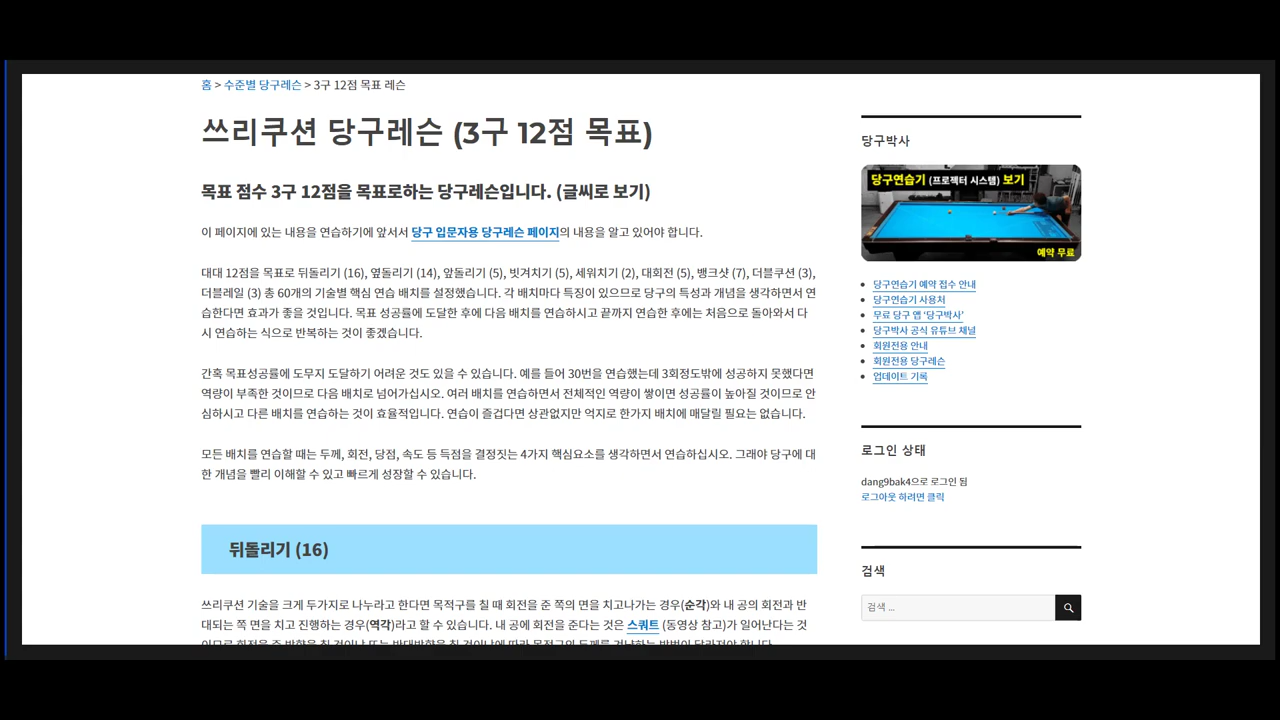 홈 > 수준별 당구레슨 > 3구 12점 목표 레슨
쓰리쿠션 당구레슨 (3구 12점 목표)
목표 점수 3구 12점을 목표로하는 당구레슨입니다. (글씨로 보기)
이 페이지에 있는 내용을 연습하기에 앞서서 당구 입문자용 당구레슨 페이지의 내용을 알고 있어야 합니다.
대대 12점을 목표로 뒤돌리기 (16), 옆돌리기 (14), 앞돌리기 (5), 빗겨치기 (5), 세워치기 (2), 대회전 (5), 뱅크샷 (7), 더블쿠션 (3),
더블레일 (3) 총 60개의 기술별 핵심 연습 배치를 설정했습니다. 각 배치마다 특징이 있으므로 당구의 특성과 개념을 생각하면서 연
습한다면 효과가 좋을 것입니다. 목표 성공률에 도달한 후에 다음 배치를 연습하시고 끝까지 연습한 후에는 처음으로 돌아와서 다
시 연습하는 식으로 반복하는 것이 좋겠습니다.
간혹 목표성공률에 도무지 도달하기 어려운 것도 있을 수 있습니다. 예를 들어 30번을 연습했는데 3회정도밖에 성공하지 못했다면
역량이 부족한 것이므로 다음 배치로 넘어가십시오. 여러 배치를 연습하면서 전체적인 역량이 쌓이면 성공률이 높아질 것이므로 안
심하시고 다른 배치를 연습하는 것이 효율적입니다. 연습이 즐겁다면 상관없지만 억지로 한가지 배치에 매달릴 필요는 없습니다.
모든 배치를 연습할 때는 두께, 회전, 당점, 속도 등 득점을 결정짓는 4가지 핵심요소를 생각하면서 연습하십시오. 그래야 당구에 대
한 개념을 빨리 이해할 수 있고 빠르게 성장할 수 있습니다.
뒤돌리기 (16)
쓰리쿠션 기술을 크게 두가지로 나누라고 한다면 목적구를 칠 때 회전을 준 쪽의 면을 치고나가는 경우(순각)와 내 공의 회전과 반
대되는 쪽 면을 치고 진행하는 경우(역각)라고 할 수 있습니다. 내 공에 회전을 준다는 것은 스쿼트 (동영상 참고)가 일어난다는 것
당구박사
당구연습기 (프로젝터 시스템) 보기
예약 무료
당구연습기 예약 접수 안내
당구연습기 사용처
무료 당구 앱 '당구박사'
당구박사 공식 유튜브 채널
회원전용 안내
회원전용 당구레슨
업데이트 기록
로그인 상태
dang9bak4으로 로그인 됨
로그아웃 하려면 클릭
검색
검색 ...